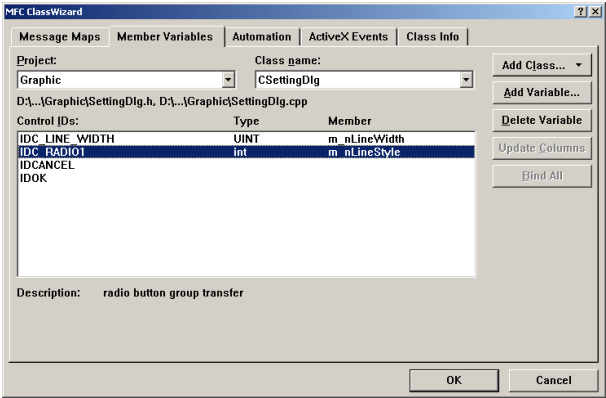 MFC ClassWizard
Message Maps Member Variables Automation ActiveX Events Class Info
Project: Class name: Add Class...
Graphic CSettingDlg Add Variable...
D:\...\Graphic\SettingDlg.h, D:\...\Graphic\SettingDlg.cpp
Control IDs: Type Member Delete Variable
IDC_LINE_WIDTH UINT m_nLineWidth
IDC_RADIO1 int m_nLineStyle Update Columns
IDCANCEL
IDOK Bind All
Description: radio button group transfer
OK Cancel